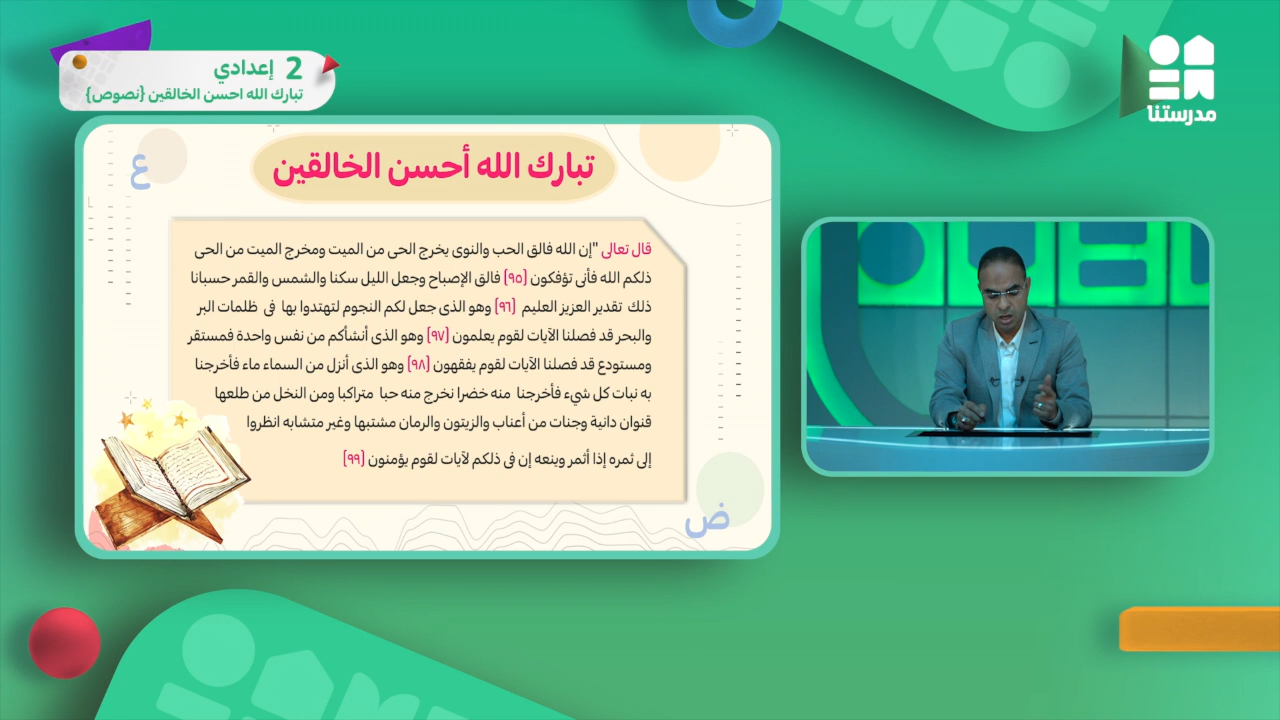 2 إعدادي
تبارك الله احسن الخالقين {نصوص}
مدرستنا
ع
تبارك الله أحسن الخالقين
قال تعالى "إن الله فالق الحب والنوى يخرج الحى من الميت ومخرج الميت من الحى
ذلكم الله فأنى تؤفكون [٩٥] فالق الإصباح وجعل الليل سكنا والشمس والقمر حسبانا
ذلك تقدير العزيز العليم [٩٦] وهو الذى جعل لكم النجوم لتهتدوا بها فى ظلمات البر
والبحر قد فصلنا الآيات لقوم يعلمون [٩٧] وهو الذى أنشأكم من نفس واحدة فمستقر
ومستودع قد فصلنا الآيات لقوم يفقهون [٩٨] وهو الذى أنزل من السماء ماء فأخرجنا
به نبات كل شيء فأخرجنا منه خضرا نخرج منه حبا متراكبا ومن النخل من طلعها
قنوان دانية وجنات من أعناب والزيتون والرمان مشتبها وغير متشابه انظروا
إلى ثمره إذا أثمر وينعه إن فى ذلكم لآيات لقوم يؤمنون [٩٩]
ض